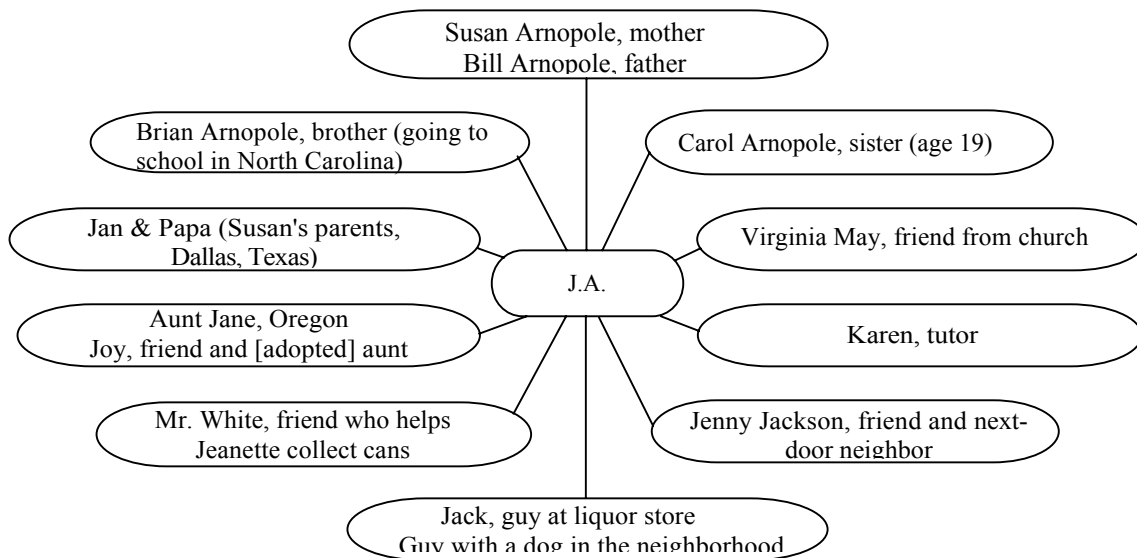 Susan Arnopole, mother
Bill Arnopole, father
Brian Arnopole, brother (going to
school in North Carolina)
Carol Arnopole, sister (age 19)
Jan & Papa (Susan's parents,
Dallas, Texas)
Virginia May, friend from church
J.A.
Aunt Jane, Oregon
Joy, friend and [adopted] aunt
Karen, tutor
Mr. White, friend who helps
Jeanette collect cans
Jenny Jackson, friend and next-
door neighbor
Jack, guy at liquor store
Guy with a dog in the neighborhood